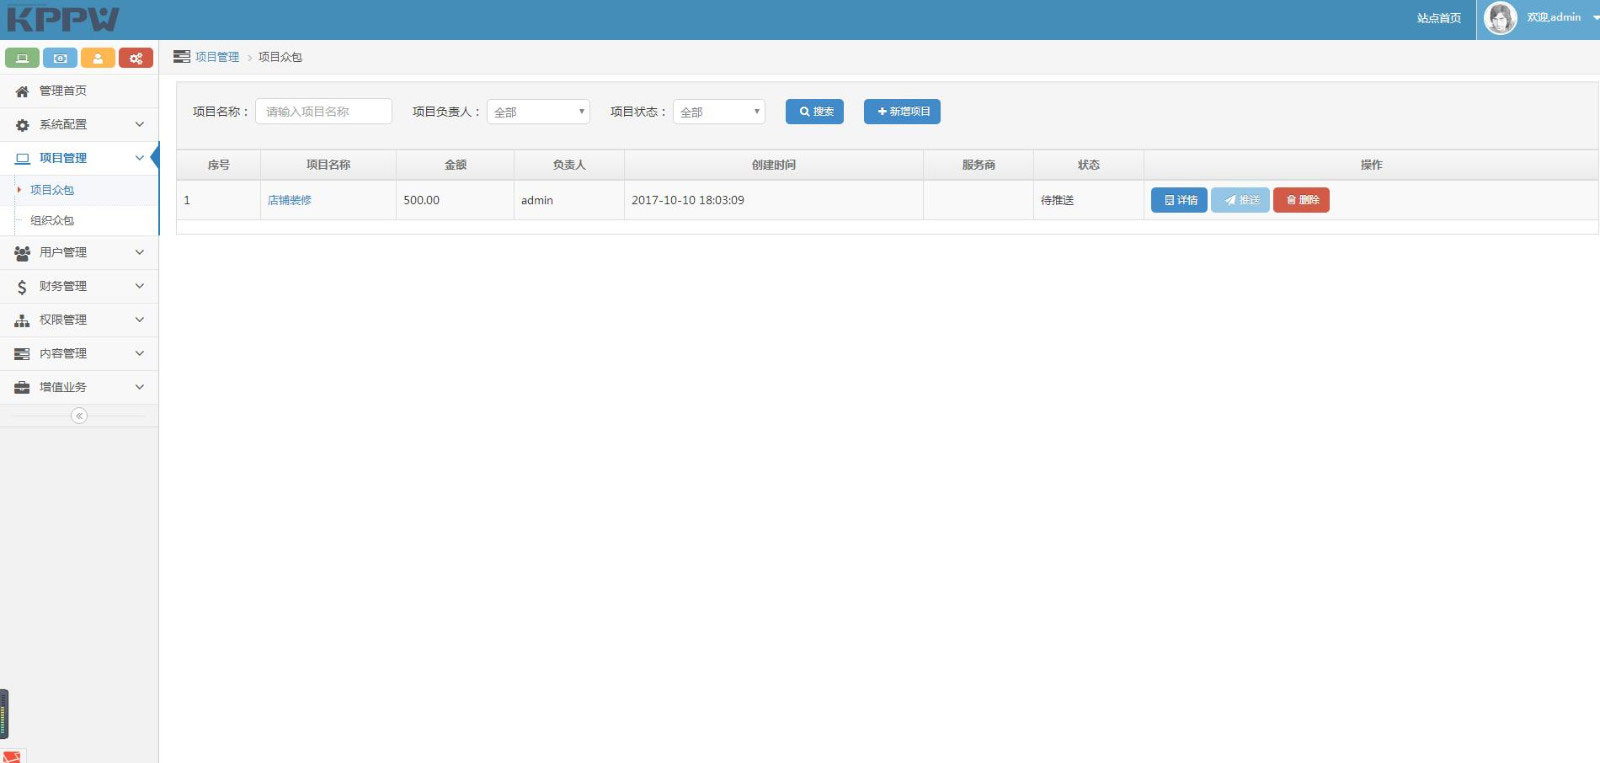 KPPW
站点首页
欢迎,admin
项目管理 > 项目众包
管理首页
系统配置
项目管理
项目众包
组织众包
用户管理
财务管理
权限管理
内容管理
增值业务
项目名称： 请输入项目名称 项目负责人： 全部 项目状态： 全部 搜索 新增项目
序号 项目名称 金额 负责人 创建时间 服务商 状态 操作
1 店铺装修 500.00 admin 2017-10-10 18:03:09 待推送 详情 推送 删除